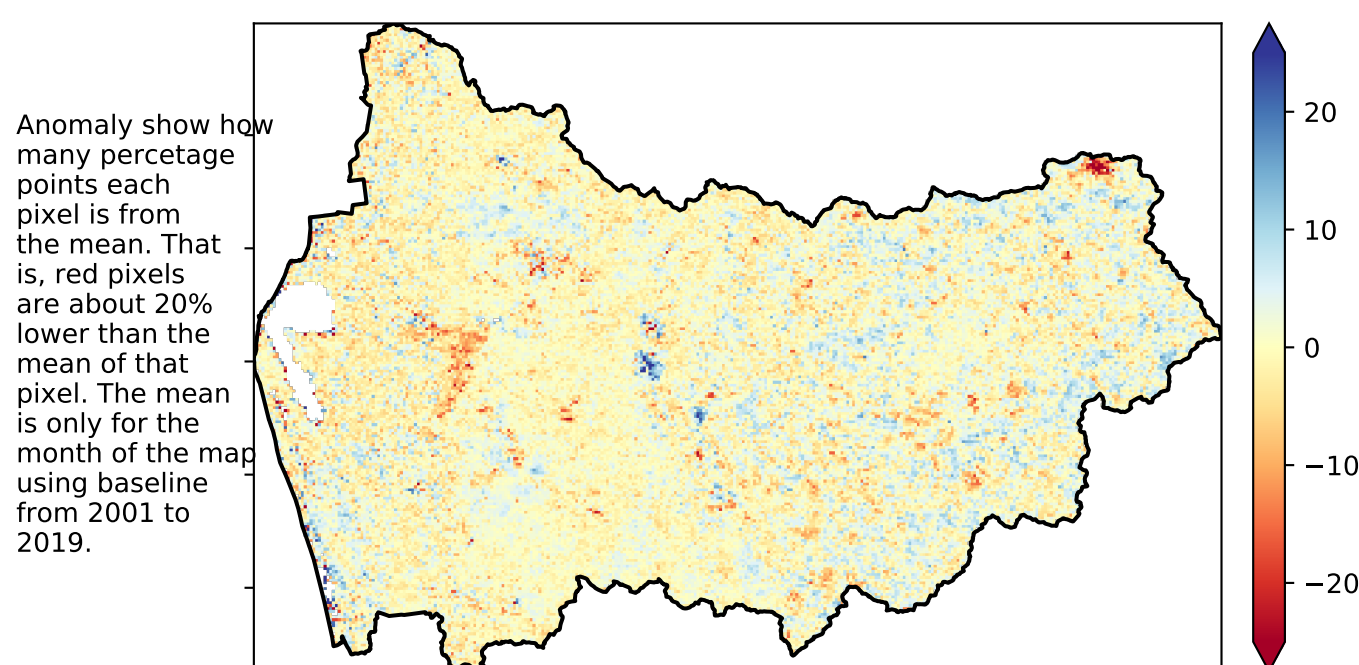 Anomaly show how
many percetage
points each
pixel is from
the mean. That
is, red pixels
are about 20%
lower than the
mean of that
pixel. The mean
is only for the
month of the map
using baseline
from 2001 to
2019.
20
10
0
−10
−20